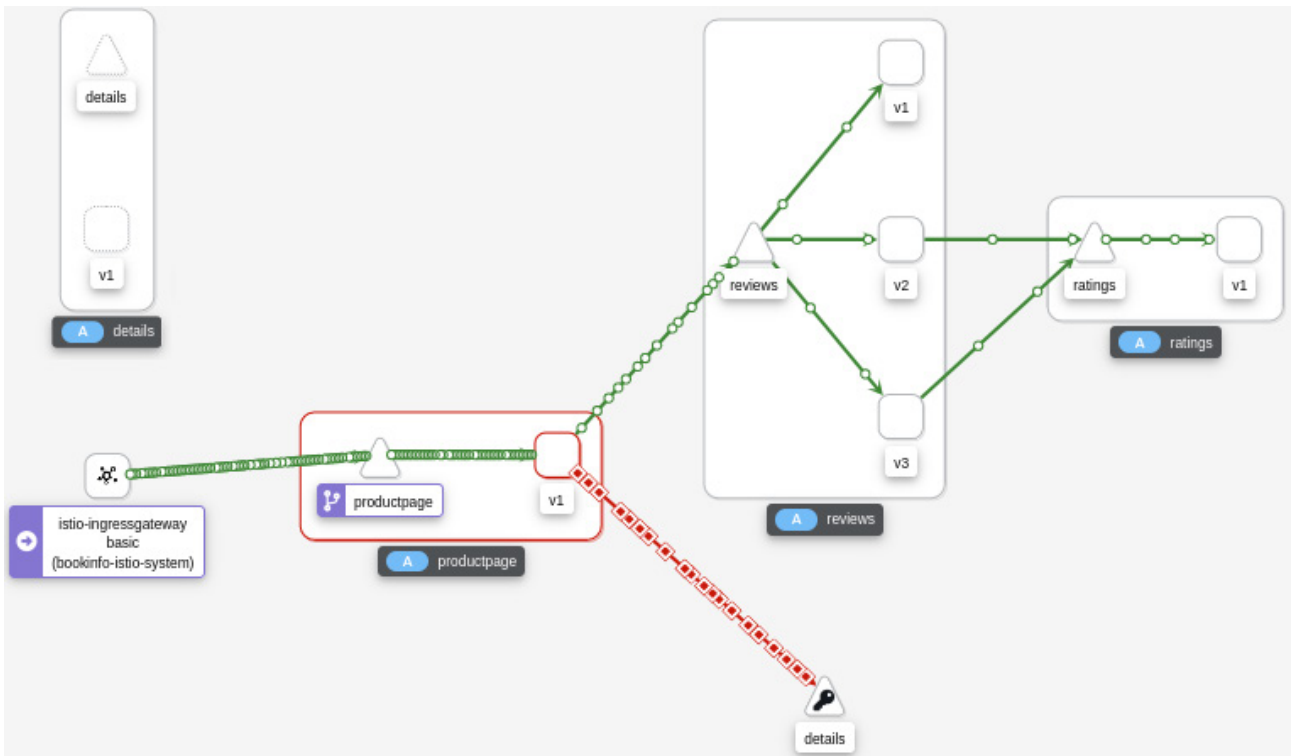 details
v1
A details
istio-ingressgateway
basic
(bookinfo-istio-system)
productpage
v1
A productpage
reviews
v1
v2
v3
A reviews
ratings
v1
A ratings
details